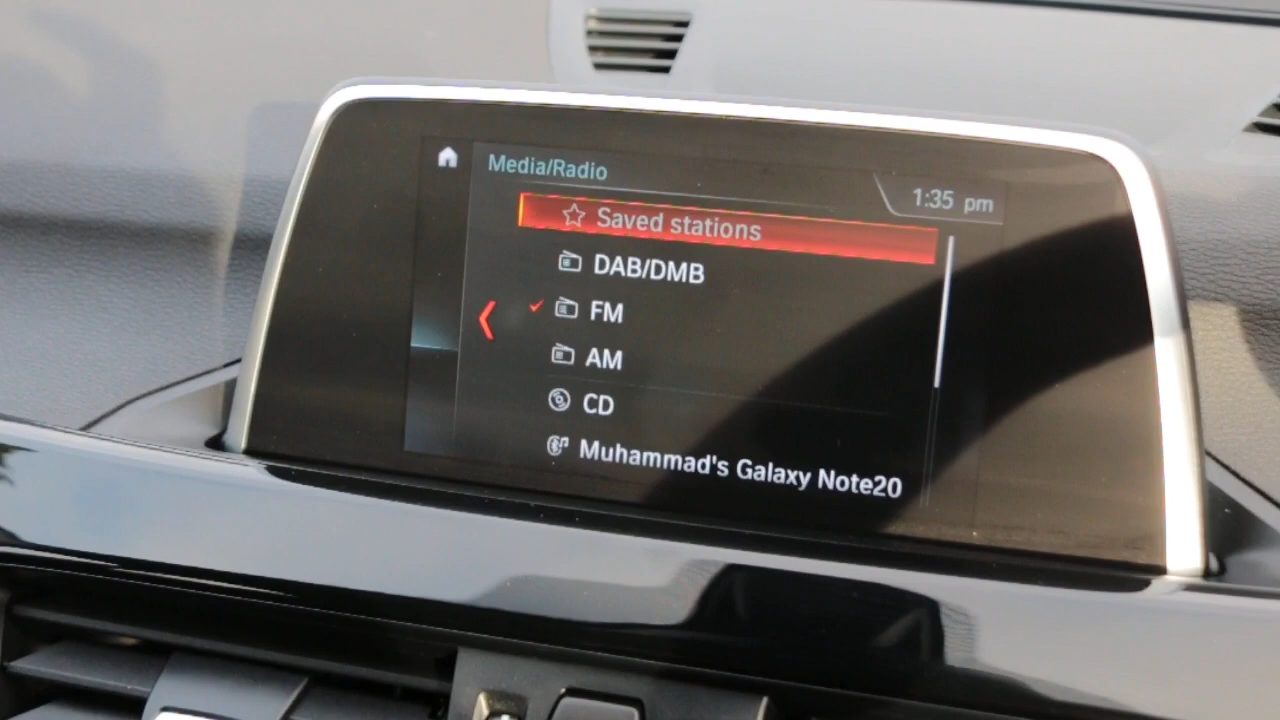 Media/Radio
1:35 pm
Saved stations
DAB/DMB
FM
AM
CD
Muhammad's Galaxy Note20